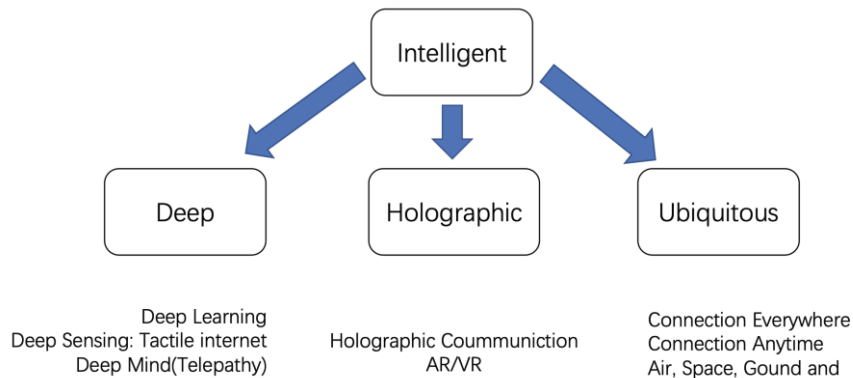 Intelligent
Deep
Holographic
Ubiquitous
Deep Learning
Deep Sensing: Tactile internet
Deep Mind(Telepathy)
Holographic Coummuniction
AR/VR
Connection Everywhere
Connection Anytime
Air, Space, Gound and